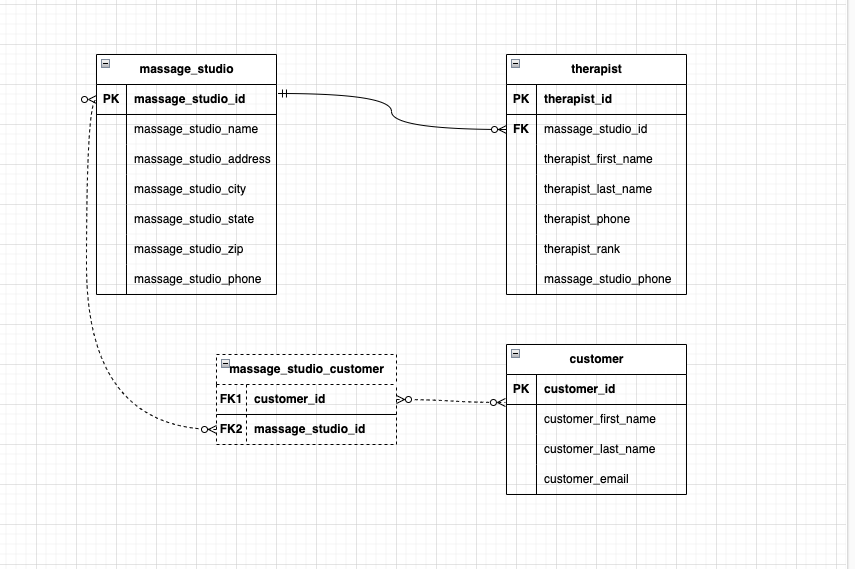 massage_studio
PK massage_studio_id
massage_studio_name
massage_studio_address
massage_studio_city
massage_studio_state
massage_studio_zip
massage_studio_phone
therapist
PK therapist_id
FK massage_studio_id
therapist_first_name
therapist_last_name
therapist_phone
therapist_rank
massage_studio_phone
massage_studio_customer
FK1 customer_id
FK2 massage_studio_id
customer
PK customer_id
customer_first_name
customer_last_name
customer_email